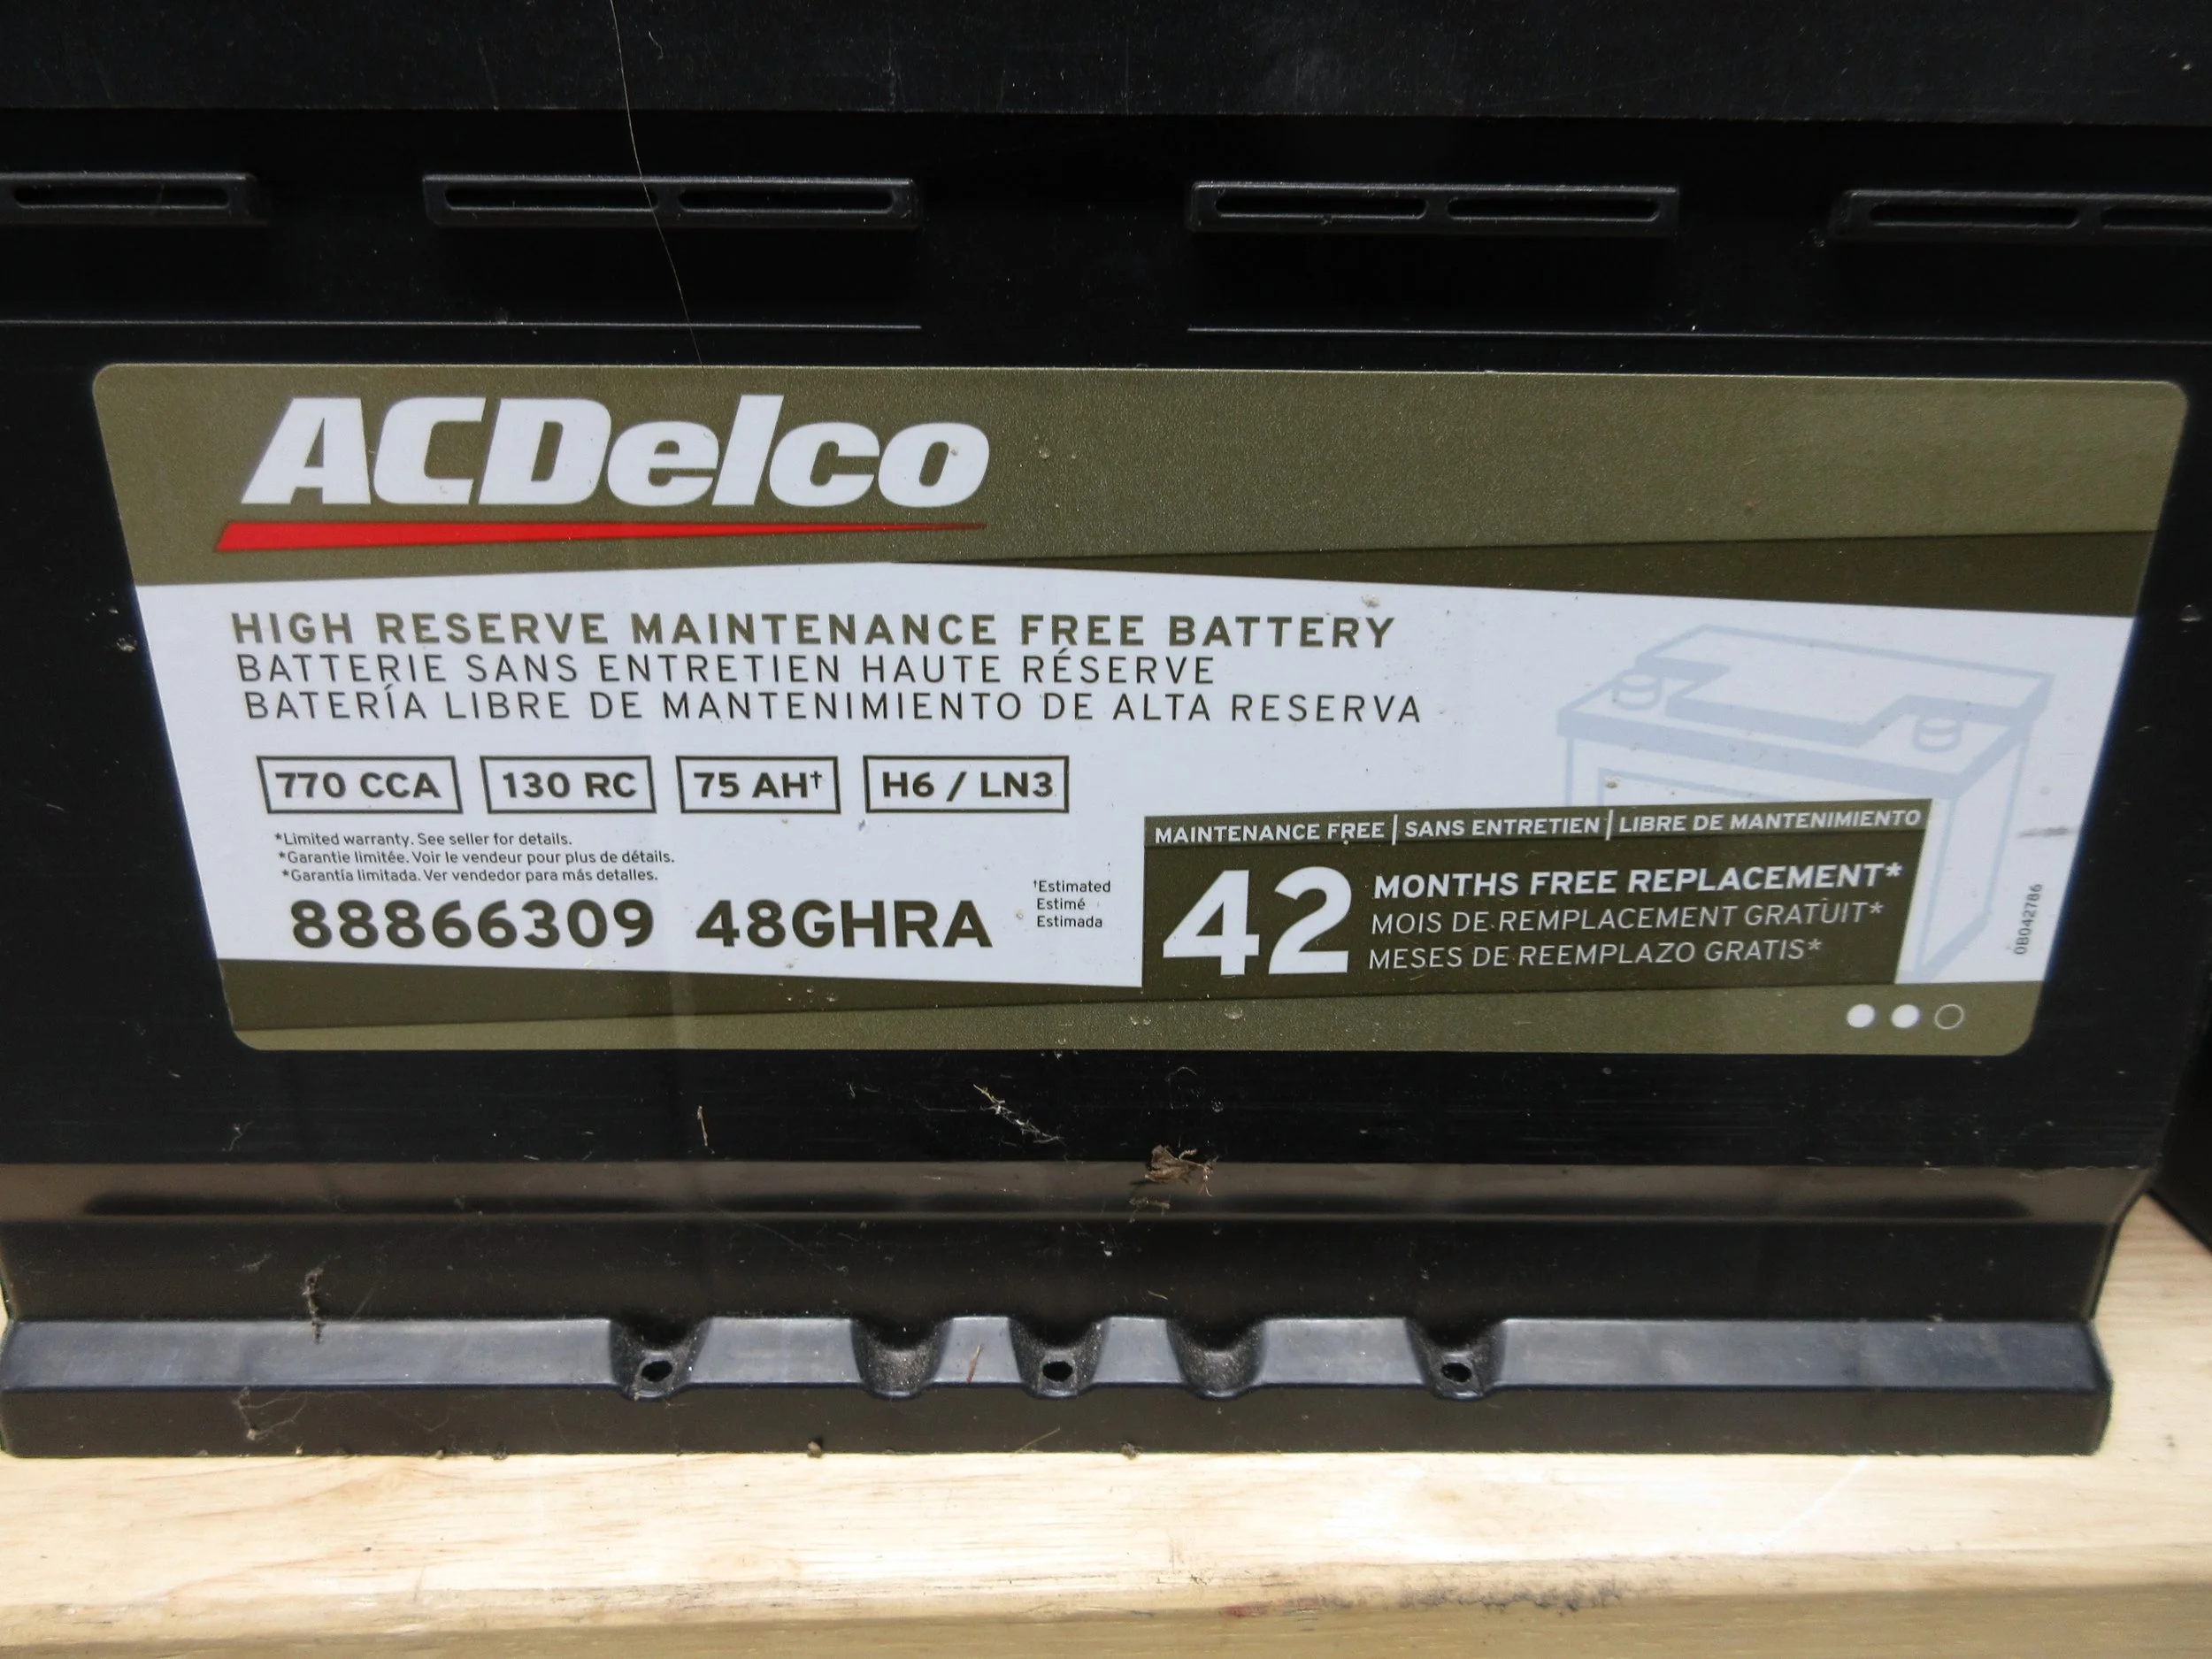 ACDelco
HIGH RESERVE MAINTENANCE FREE BATTERY
BATTERIE SANS ENTRETIEN HAUTE RÉSERVE
BATERÍA LIBRE DE MANTENIMIENTO DE ALTA RESERVA
770 CCA 130 RC 75 AH† H6 / LN3
*Limited warranty. See seller for details.
*Garantie limitée. Voir le vendeur pour plus de détails.
*Garantía limitada. Ver vendedor para más detalles.
88866309 48GHRA
†Estimated
Estimé
Estimada
MAINTENANCE FREE | SANS ENTRETIEN | LIBRE DE MANTENIMIENTO
42 MONTHS FREE REPLACEMENT*
MOIS DE REMPLACEMENT GRATUIT*
MESES DE REEMPLAZO GRATIS*
0B042786